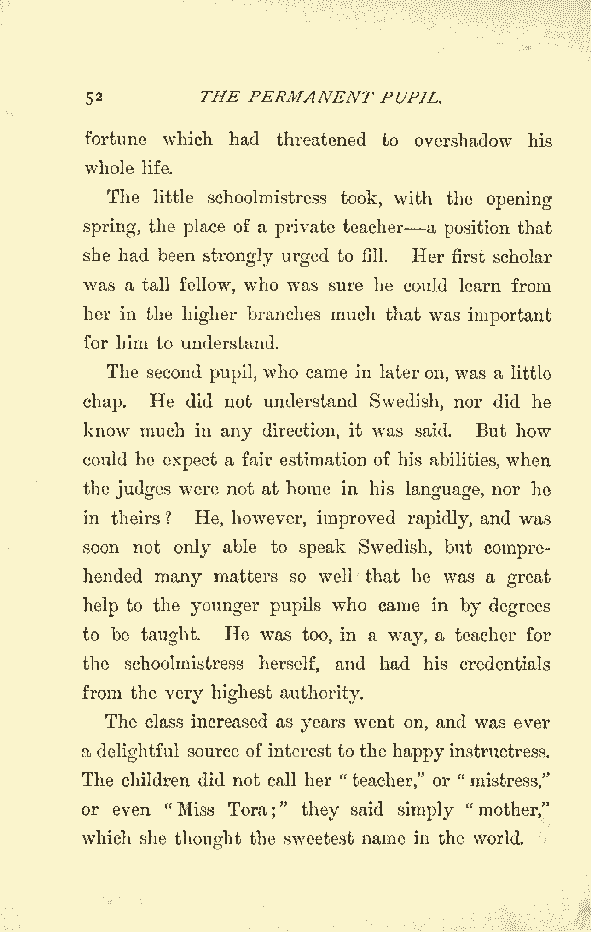 52 THE PERMANENT PUPIL.
fortune which had threatened to overshadow his
whole life.
The little schoolmistress took, with the opening
spring, the place of a private teacher—a position that
she had been strongly urged to fill. Her first scholar
was a tall fellow, who was sure he could learn from
her in the higher branches much that was important
for him to understand.
The second pupil, who came in later on, was a little
chap. He did not understand Swedish, nor did he
know much in any direction, it was said. But how
could he expect a fair estimation of his abilities, when
the judges were not at home in his language, nor he
in theirs? He, however, improved rapidly, and was
soon not only able to speak Swedish, but compre-
hended many matters so well that he was a great
help to the younger pupils who came in by degrees
to be taught. He was too, in a way, a teacher for
the schoolmistress herself, and had his credentials
from the very highest authority.
The class increased as years went on, and was ever
a delightful source of interest to the happy instructress.
The children did not call her "teacher," or "mistress,"
or even "Miss Tora;" they said simply "mother,"
which she thought the sweetest name in the world.